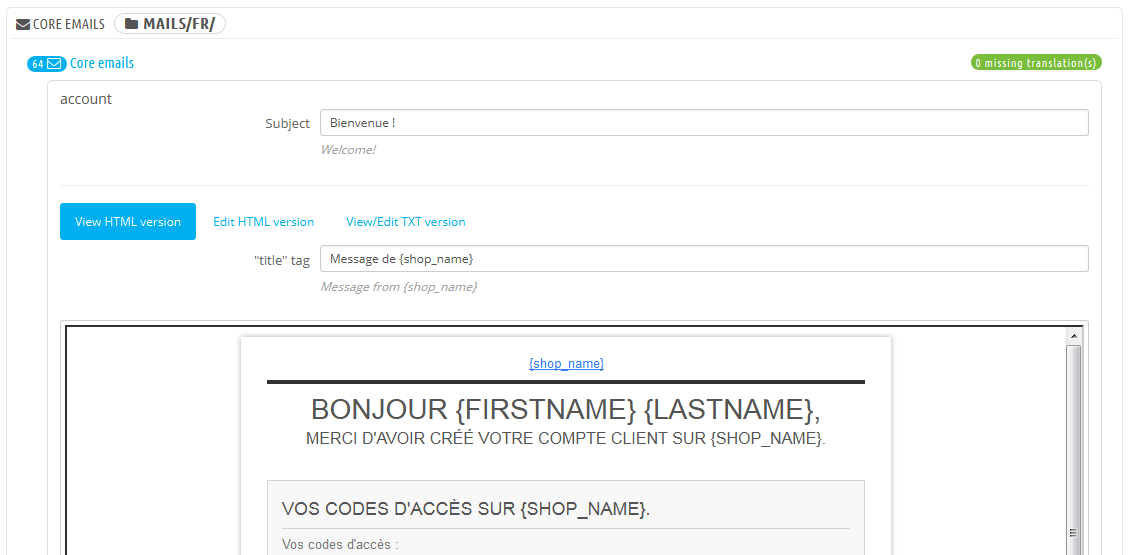 CORE EMAILS MAILS/FR/
64 Core emails 0 missing translation(s)
account
Subject Bienvenue !
Welcome!
View HTML version Edit HTML version View/Edit TXT version
"title" tag Message de {shop_name}
Message from {shop_name}
{shop_name}
BONJOUR {FIRSTNAME} {LASTNAME},
MERCI D'AVOIR CRÉÉ VOTRE COMPTE CLIENT SUR {SHOP_NAME}.
VOS CODES D'ACCÈS SUR {SHOP_NAME}.
Vos codes d'accès :